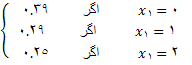 ۰.۳۹ اگر x₁ = ۰
۰.۲۹ اگر x₁ = ۱
۰.۲۵ اگر x₁ = ۲